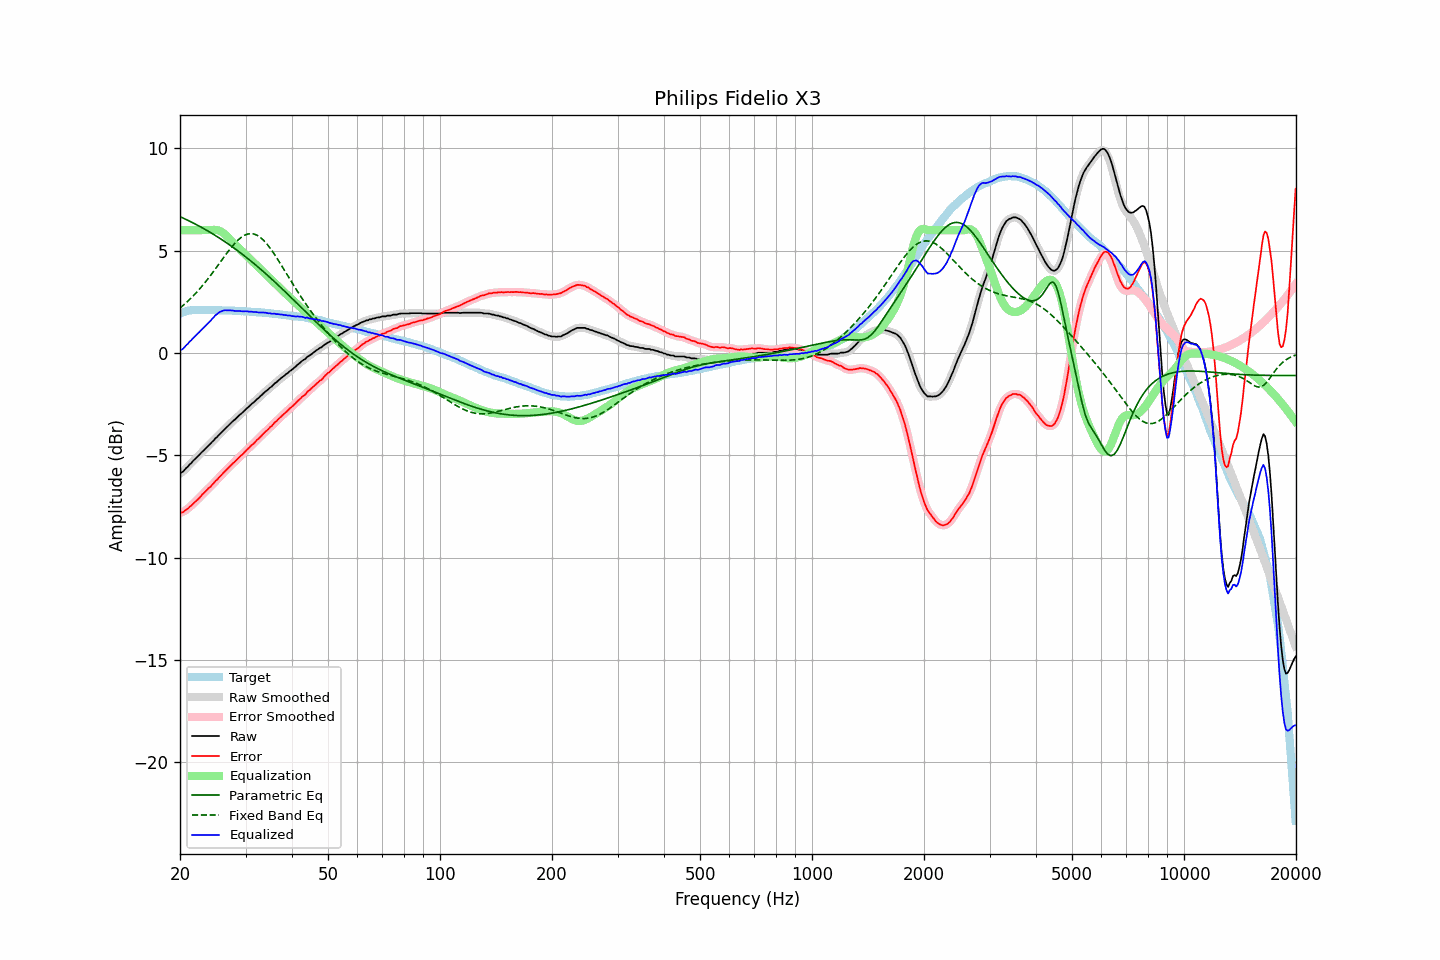 Philips Fidelio X3
Amplitude (dBr)
10
5
0
−5
−10
−15
−20
Target
Raw Smoothed
Error Smoothed
Raw
Error
Equalization
Parametric Eq
Fixed Band Eq
Equalized
20 50 100 200 500 1000 2000 5000 10000 20000
Frequency (Hz)